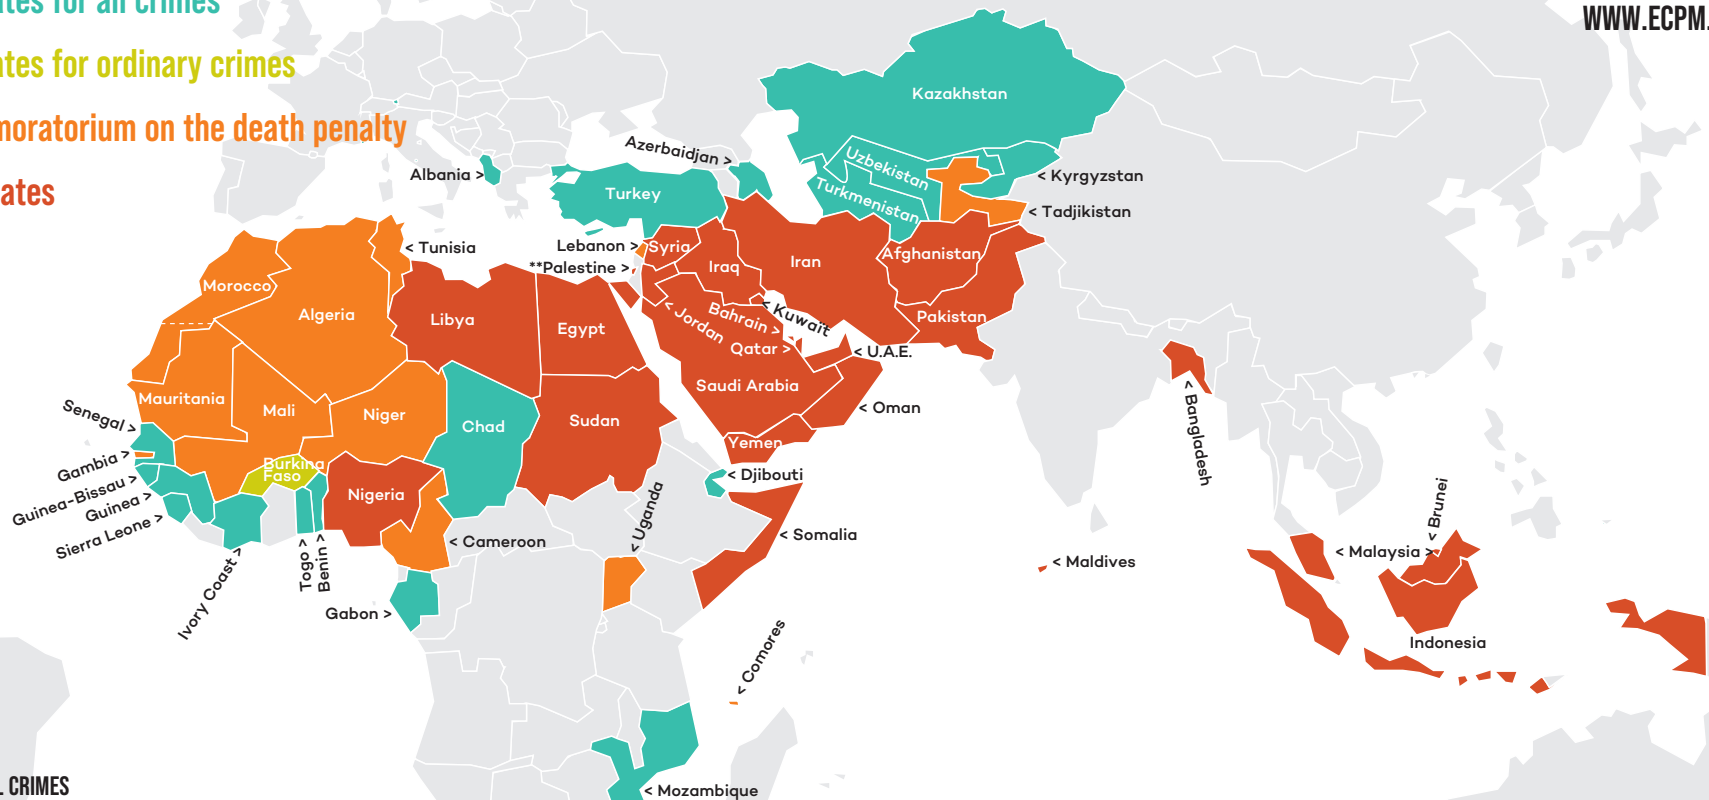 tes for all crimes
WWW.ECPM.
ates for ordinary crimes
moratorium on the death penalty
ates
Kazakhstan
Azerbaidjan >
Uzbekistan
Albania >
< Kyrgyzstan
Turkey
Turkmenistan
< Tadjikistan
< Tunisia
Lebanon >
Syria
Afghanistan
**Palestine >
Iraq
Iran
Morocco
Algeria
Libya
Egypt
< Jordan
Bahrain >
< Kuwait
Pakistan
Qatar >
< U.A.E.
Saudi Arabia
Mauritania
Mali
Niger
Chad
Sudan
< Oman
< Bangladesh
Senegal >
Yemen
Gambia >
Burkina
Faso
< Djibouti
Guinea-Bissau >
Nigeria
Guinea >
< Uganda
< Brunei
Sierra Leone >
< Cameroon
< Somalia
< Malaysia >
Ivory Coast >
Togo >
Benin >
< Maldives
Gabon >
Indonesia
< Comores
L CRIMES
< Mozambique